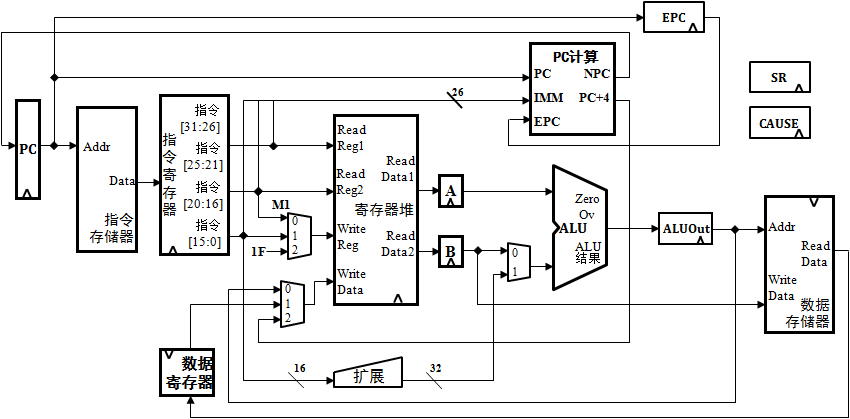 EPC
PC计算
PC
NPC
IMM
PC+4
EPC
SR
CAUSE
26
PC
Addr
Data
指令
存储器
指令寄存器
指令
[31:26]
指令
[25:21]
指令
[20:16]
指令
[15:0]
M1
0
1
2
1F
Read
Reg1
Read
Reg2
Write
Reg
Write
Data
Read
Data1
寄存器堆
Read
Data2
A
B
0
1
Zero
Ov
ALU
ALU
结果
ALUOut
Addr
Read
Data
Write
Data
数据
存储器
0
1
2
数据
寄存器
16
扩展
32